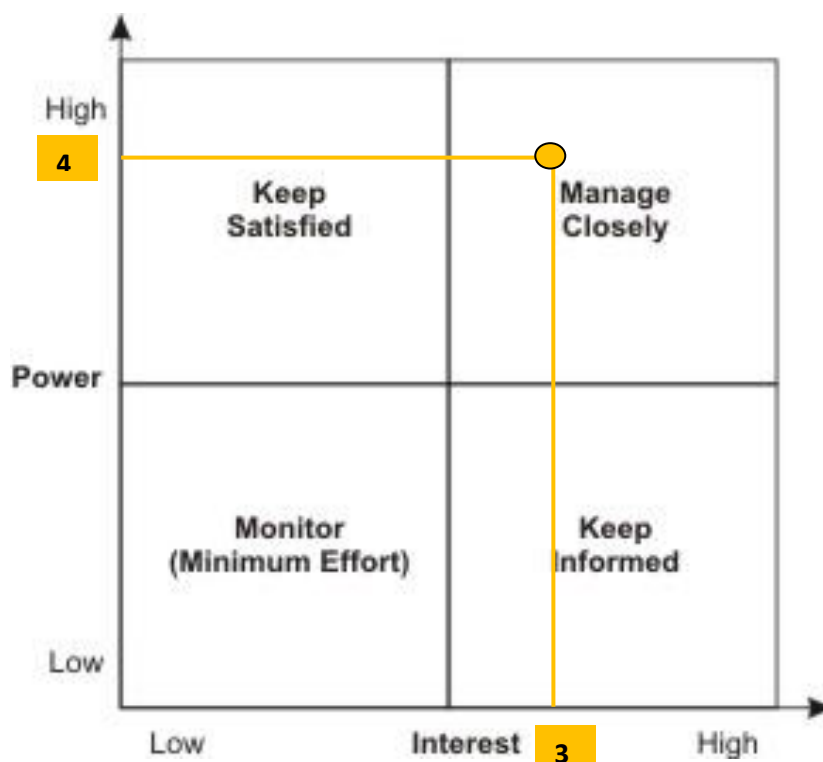 High
4
Keep
Satisfied
Manage
Closely
Power
Monitor
(Minimum Effort)
Keep
Informed
Low
Low
Interest
3
High